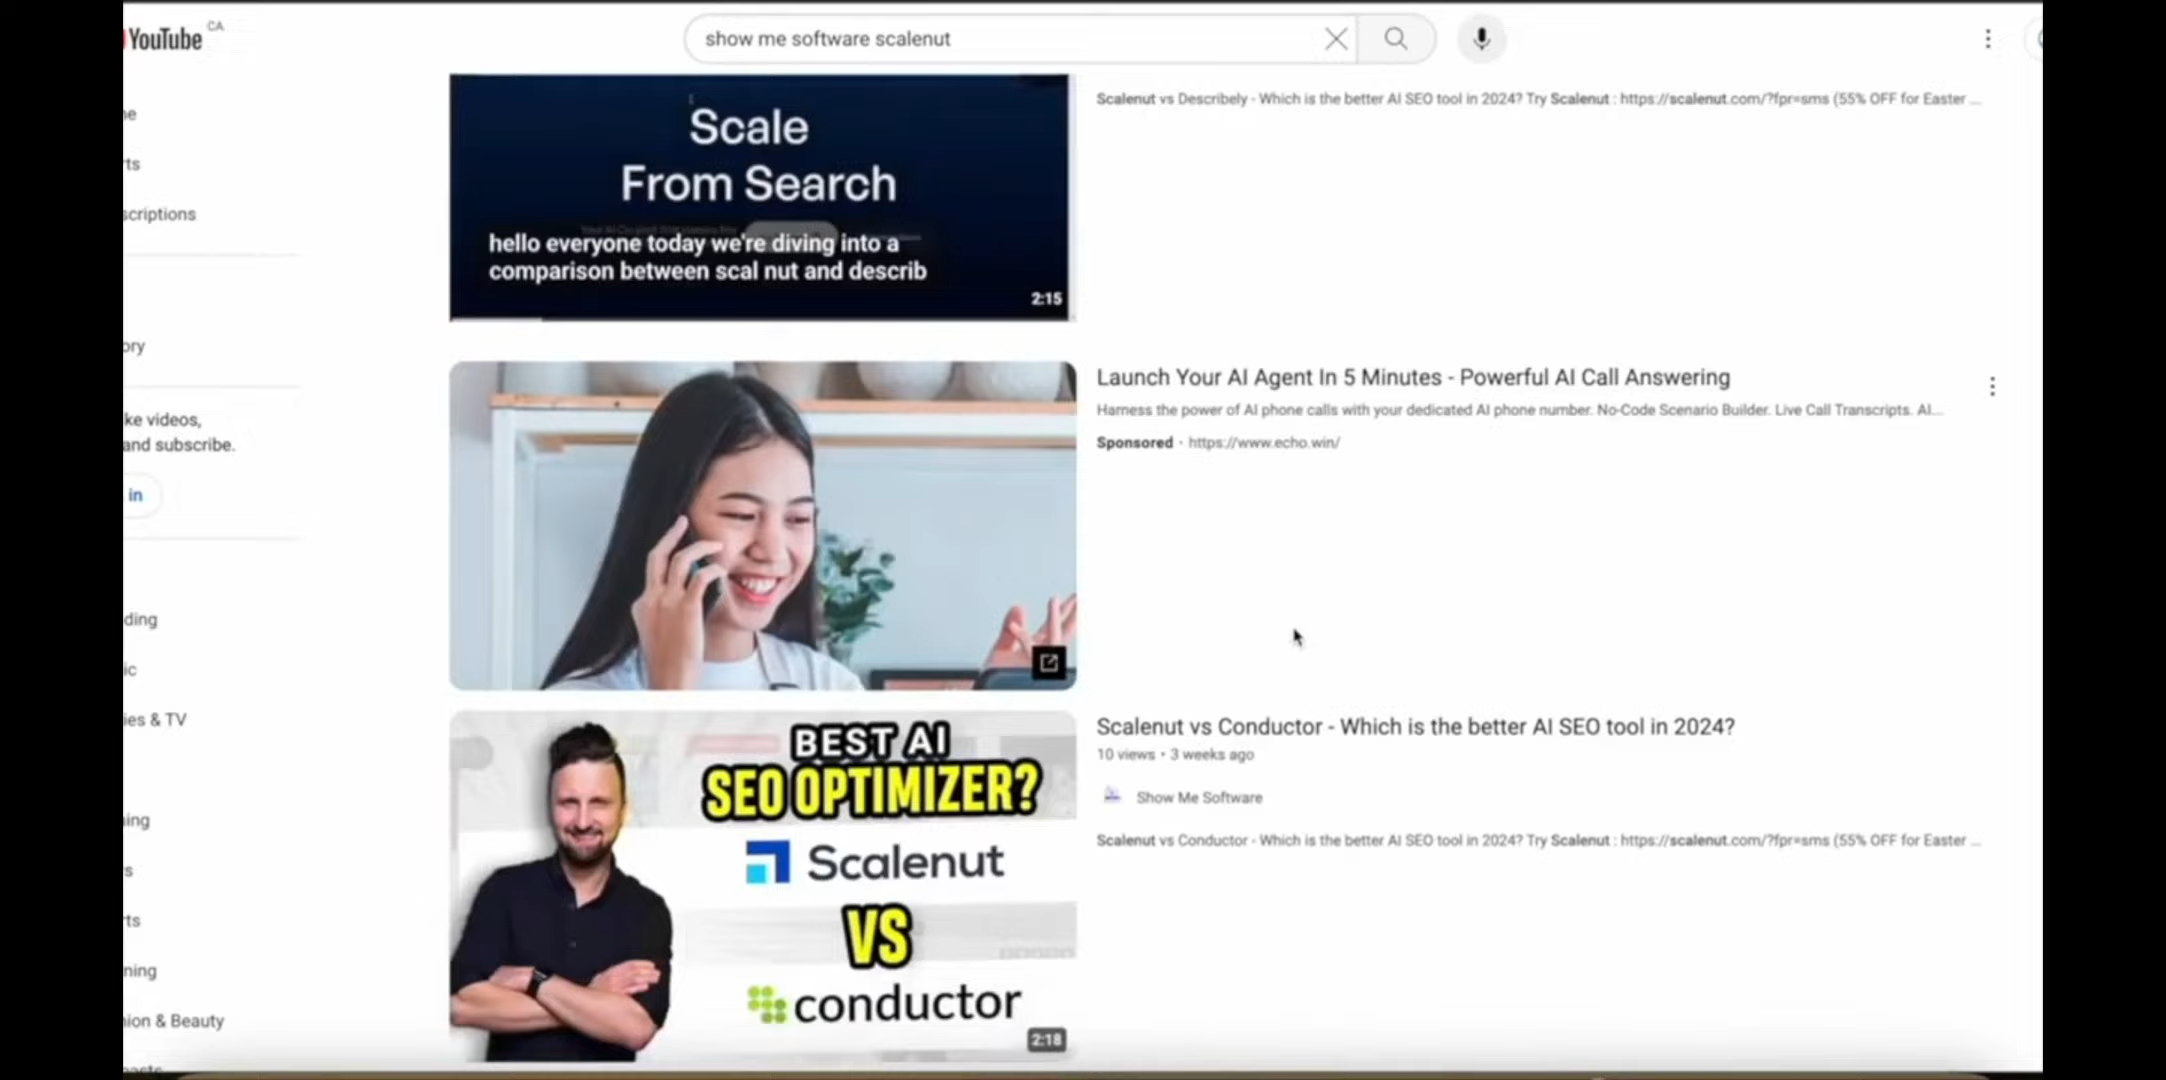 YouTube CA
show me software scalenut
Scale
From Search
hello everyone today we're diving into a
comparison between scal nut and describ
2:15
Scalenut vs Describely - Which is the better AI SEO tool in 2024? Try Scalenut : https://scalenut.com/?fpr=sms (55% OFF for Easter ...
ne
rts
scriptions
ory
ke videos,
and subscribe.
in
ding
ic
ies & TV
ing
s
rts
ning
ion & Beauty
Launch Your AI Agent In 5 Minutes - Powerful AI Call Answering
Harness the power of AI phone calls with your dedicated AI phone number. No-Code Scenario Builder. Live Call Transcripts. AI...
Sponsored · https://www.echo.win/
BEST AI
SEO OPTIMIZER?
Scalenut
VS
conductor
2:18
Scalenut vs Conductor - Which is the better AI SEO tool in 2024?
10 views • 3 weeks ago
Show Me Software
Scalenut vs Conductor - Which is the better AI SEO tool in 2024? Try Scalenut : https://scalenut.com/?fpr=sms (55% OFF for Easter ...